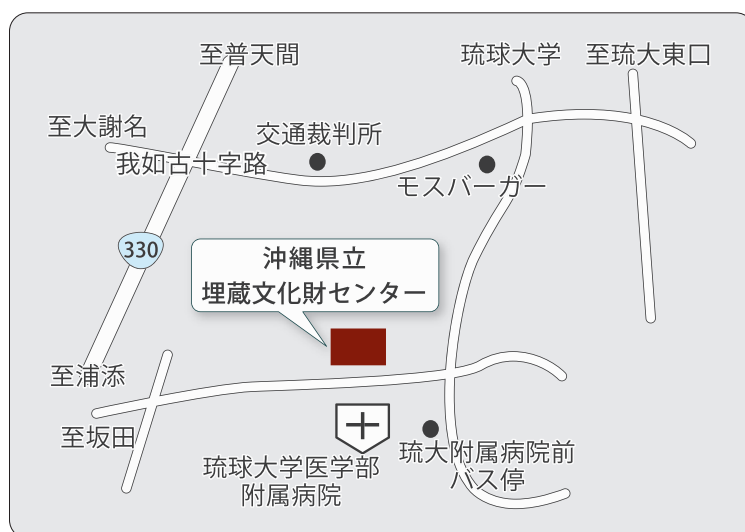 至普天間
琉球大学
至琉大東口
至大謝名
交通裁判所
我如古十字路
モスバーガー
330
沖縄県立
埋蔵文化財センター
至浦添
至坂田
琉球大学医学部
附属病院
琉大附属病院前
バス停